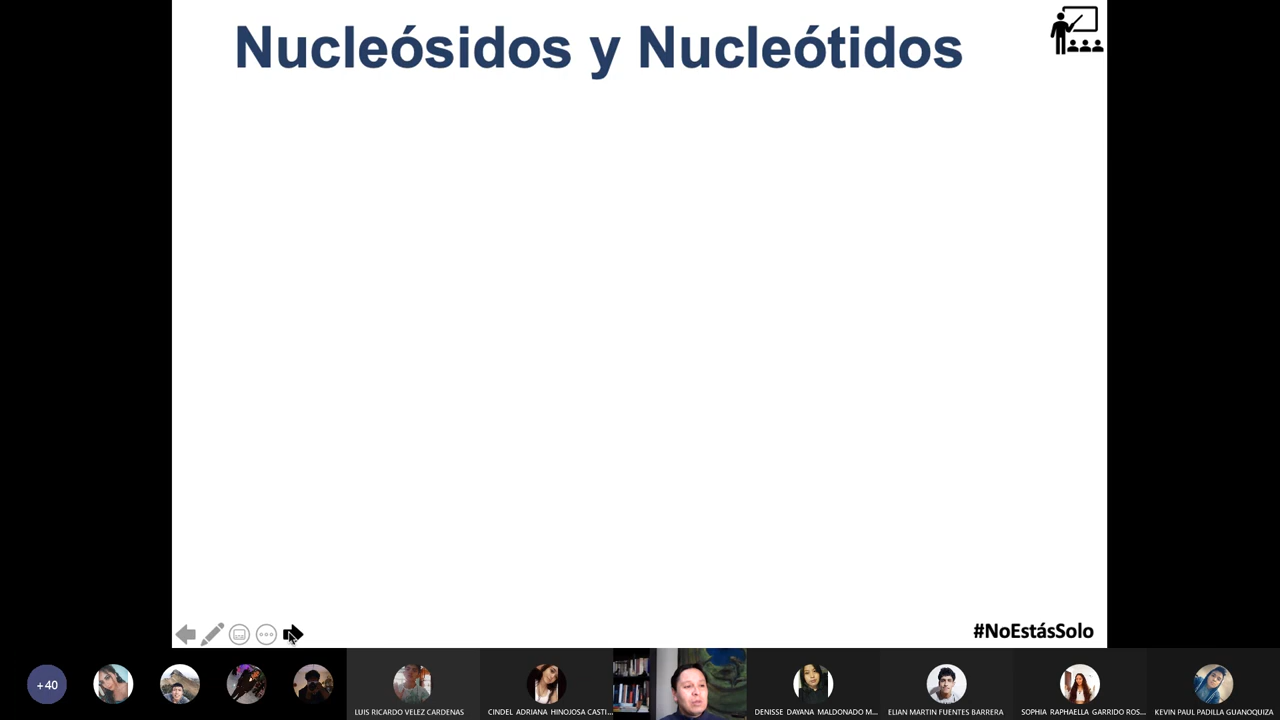 Nucleósidos y Nucleótidos
#NoEstásSolo
+40
LUIS RICARDO VELEZ CARDENAS
CINDEL ADRIANA HINOJOSA CASTI...
DENISSE DAYANA MALDONADO M...
ELIAN MARTIN FUENTES BARRERA
SOPHIA RAPHAELLA GARRIDO ROS...
KEVIN PAUL PADILLA GUANOQUIZA